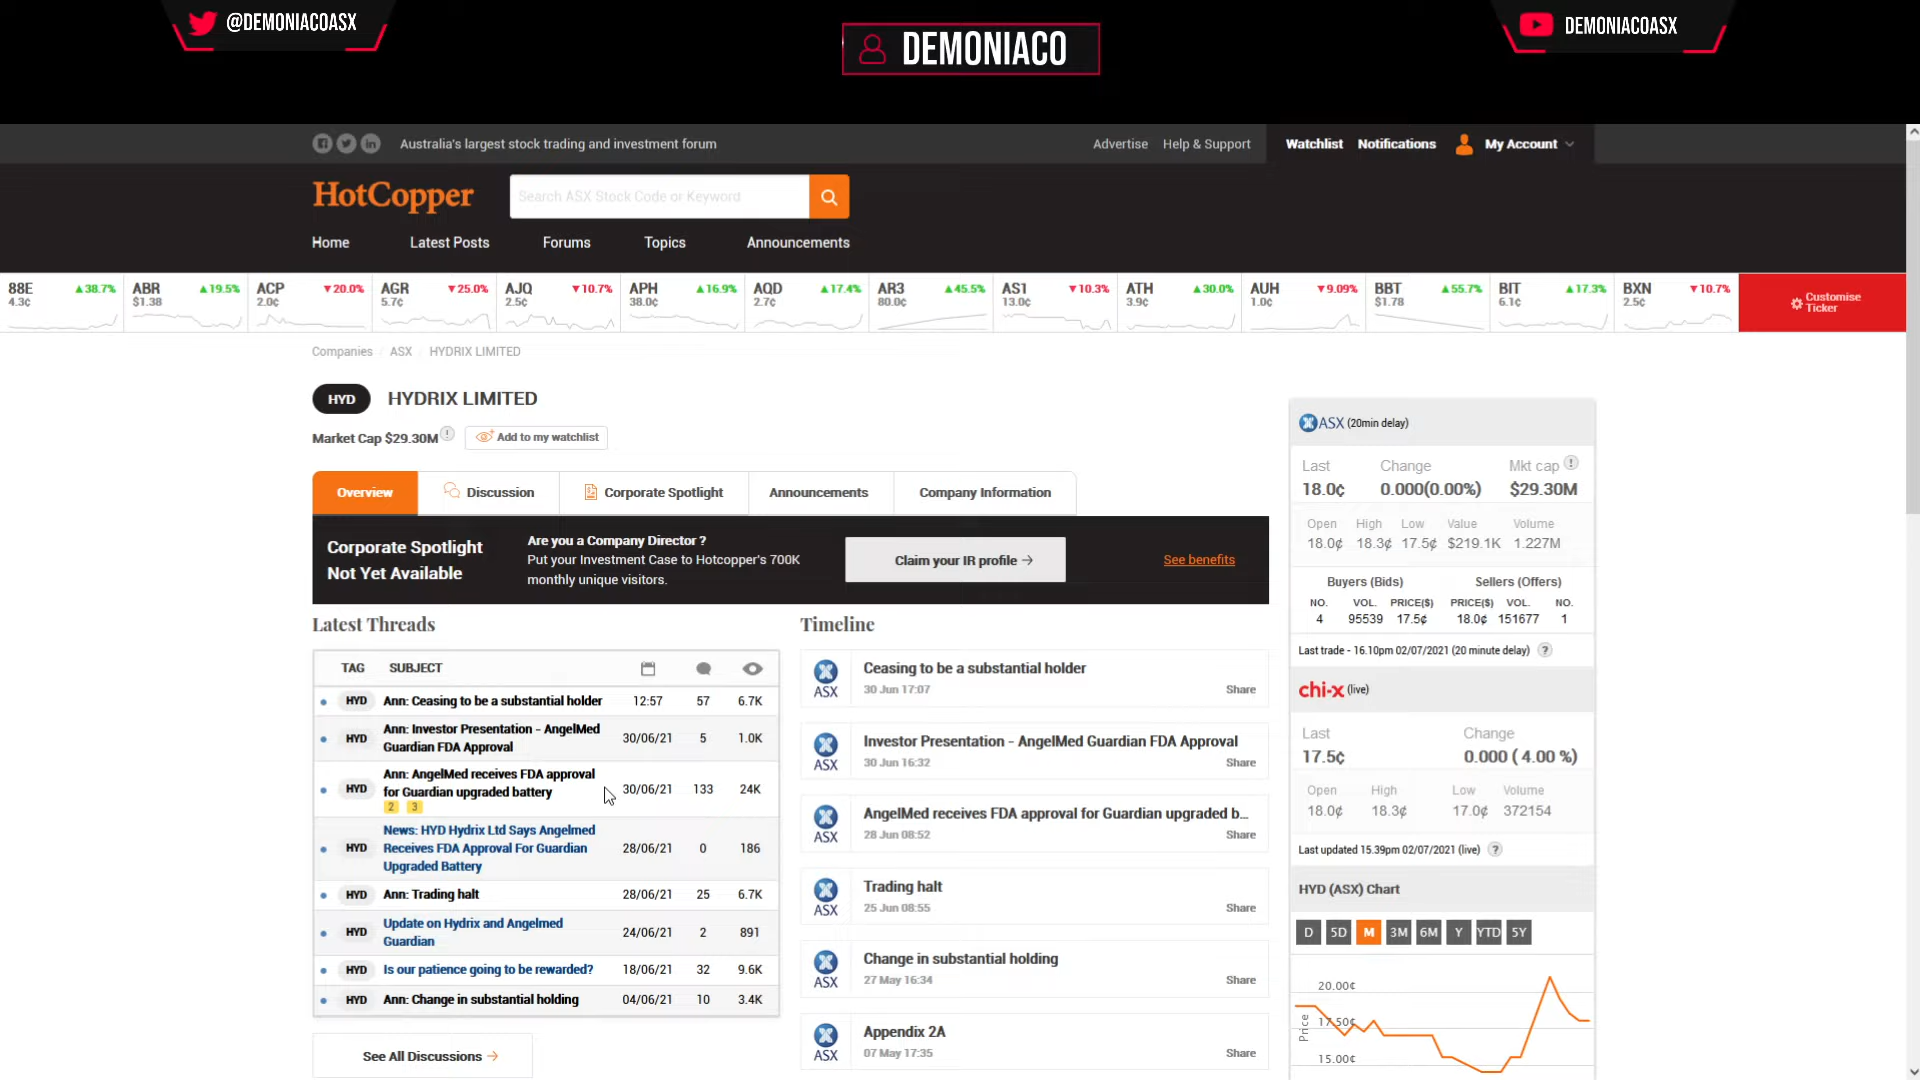 @DEMONIACOASX
DEMONIACO
DEMONIACOASX
Australia's largest stock trading and investment forum
Advertise Help & Support Watchlist Notifications My Account
HotCopper
Search ASX Stock Code or Keyword
Home Latest Posts Forums Topics Announcements
88E ▲38.7% ABR ▲19.5% ACP ▼20.0% AGR ▼25.0% AJQ ▼10.7% APH ▲16.9% AQD ▲17.4% AR3 ▲45.5% AS1 ▼10.3% ATH ▲30.0% AUH ▼9.09% BBT ▲55.7% BIT ▲17.3% BXN ▼10.7%
4.3¢ $1.38 2.0¢ 5.7¢ 2.5¢ 38.0¢ 2.7¢ 80.0¢ 13.0¢ 3.9¢ 1.0¢ $1.78 6.1¢ 2.5¢
Customise
Ticker
Companies / ASX / HYDRIX LIMITED
HYD HYDRIX LIMITED
Market Cap $29.30M ! Add to my watchlist
Overview Discussion Corporate Spotlight Announcements Company Information
Corporate Spotlight
Not Yet Available
Are you a Company Director ?
Put your Investment Case to Hotcopper's 700K
monthly unique visitors.
Claim your IR profile →
See benefits
Latest Threads
TAG SUBJECT
HYD Ann: Ceasing to be a substantial holder 12:57 57 6.7K
HYD Ann: Investor Presentation - AngelMed
Guardian FDA Approval 30/06/21 5 1.0K
HYD Ann: AngelMed receives FDA approval
for Guardian upgraded battery 30/06/21 133 24K
2 3
HYD News: HYD Hydrix Ltd Says Angelmed
Receives FDA Approval For Guardian
Upgraded Battery 28/06/21 0 186
HYD Ann: Trading halt 28/06/21 25 6.7K
HYD Update on Hydrix and Angelmed
Guardian 24/06/21 2 891
HYD Is our patience going to be rewarded? 18/06/21 32 9.6K
HYD Ann: Change in substantial holding 04/06/21 10 3.4K
See All Discussions →
Timeline
ASX Ceasing to be a substantial holder
30 Jun 17:07 Share
ASX Investor Presentation - AngelMed Guardian FDA Approval
30 Jun 16:32 Share
ASX AngelMed receives FDA approval for Guardian upgraded b...
28 Jun 08:52 Share
ASX Trading halt
25 Jun 08:55 Share
ASX Change in substantial holding
27 May 16:34 Share
ASX Appendix 2A
07 May 17:35 Share
ASX (20min delay)
Last Change Mkt cap !
18.0¢ 0.000(0.00%) $29.30M
Open High Low Value Volume
18.0¢ 18.3¢ 17.5¢ $219.1K 1.227M
Buyers (Bids) Sellers (Offers)
NO. VOL. PRICE($) PRICE($) VOL. NO.
4 95539 17.5¢ 18.0¢ 151677 1
Last trade - 16.10pm 02/07/2021 (20 minute delay) ?
chi-x (live)
Last Change
17.5¢ 0.000 ( 4.00 %)
Open High Low Volume
18.0¢ 18.3¢ 17.0¢ 372154
Last updated 15.39pm 02/07/2021 (live) ?
HYD (ASX) Chart
D 5D M 3M 6M Y YTD 5Y
20.00¢
17.50¢
15.00¢
Price